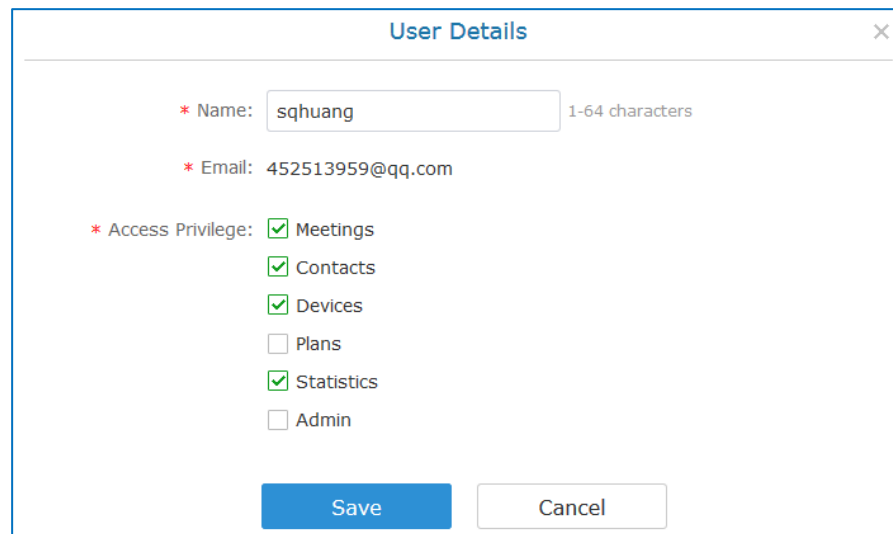 User Details
* Name: sqhuang 1-64 characters
* Email: 452513959@qq.com
* Access Privilege: Meetings
Contacts
Devices
Plans
Statistics
Admin
Save Cancel